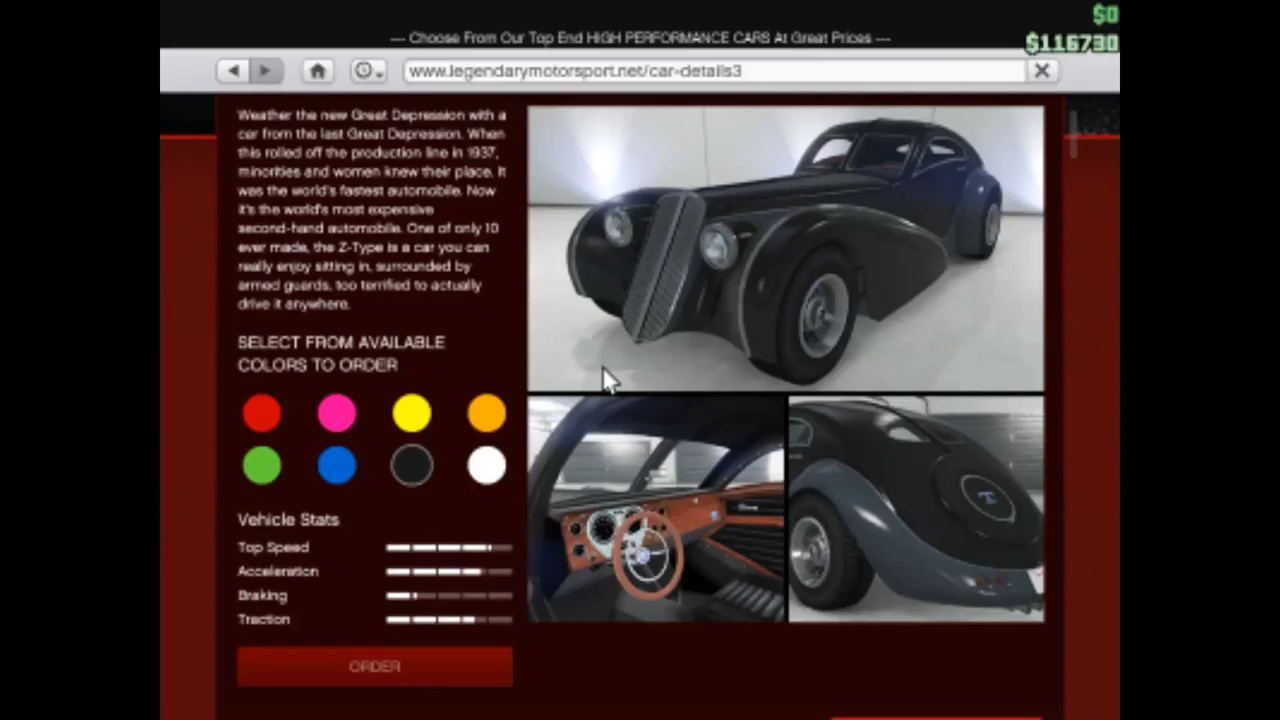 $0
--- Choose From Our Top End HIGH PERFORMANCE CARS At Great Prices ---
$116730
www.legendarymotorsport.net/car-details3
Weather the new Great Depression with a
car from the last Great Depression. When
this rolled off the production line in 1937,
minorities and women knew their place. It
was the world's fastest automobile. Now
it's the world's most expensive
second-hand automobile. One of only 10
ever made, the Z-Type is a car you can
really enjoy sitting in, surrounded by
armed guards, too terrified to actually
drive it anywhere.
SELECT FROM AVAILABLE
COLORS TO ORDER
Vehicle Stats
Top Speed
Acceleration
Braking
Traction
ORDER